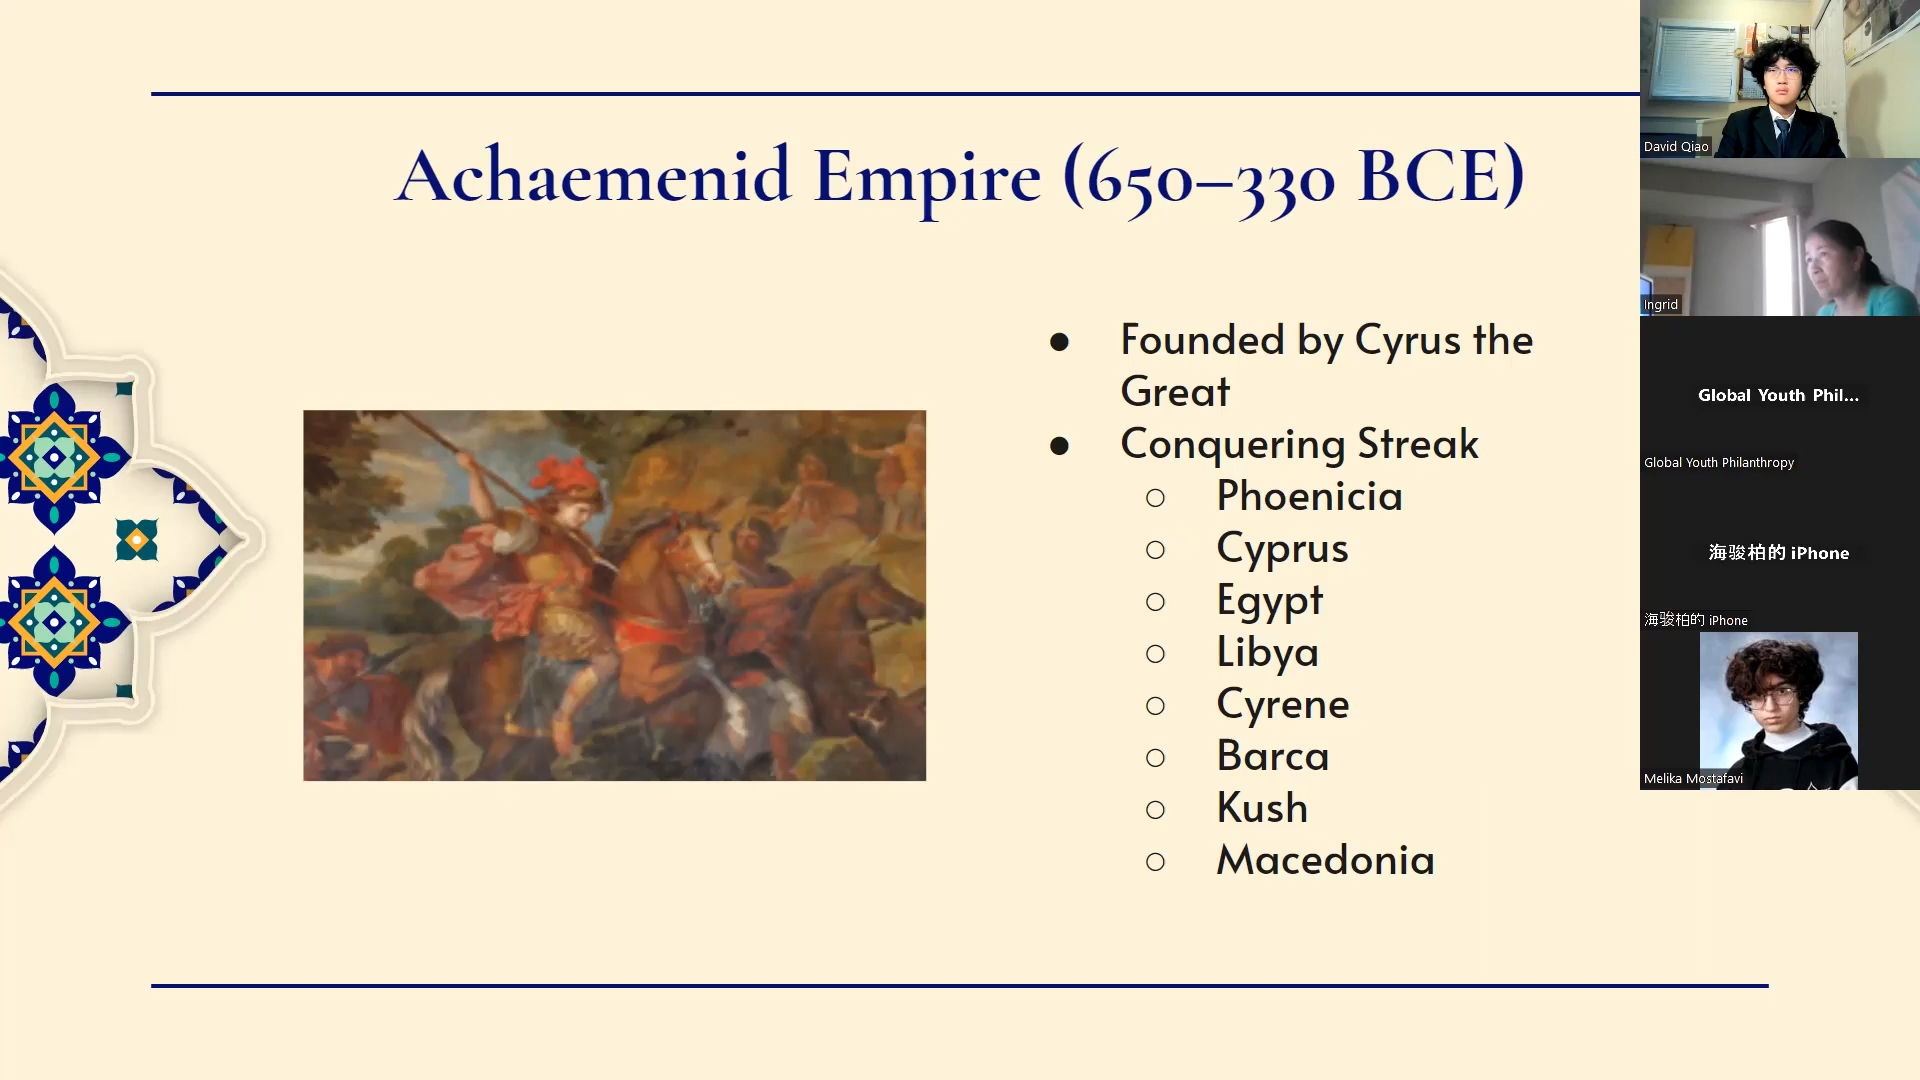 Achaemenid Empire (650–330 BCE)
● Founded by Cyrus the
Great
● Conquering Streak
○ Phoenicia
○ Cyprus
○ Egypt
○ Libya
○ Cyrene
○ Barca
○ Kush
○ Macedonia
David Qiao
Ingrid
Global Youth Phil...
Global Youth Philanthropy
海骏柏的 iPhone
海骏柏的 iPhone
Melika Mostafavi